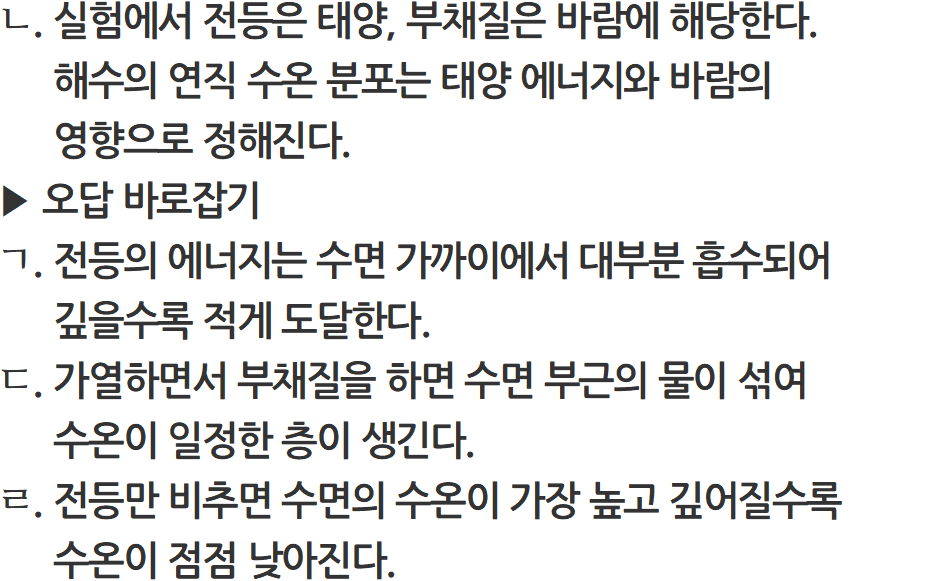 ㄴ. 실험에서 전등은 태양, 부채질은 바람에 해당한다.
해수의 연직 수온 분포는 태양 에너지와 바람의
영향으로 정해진다.
▶ 오답 바로잡기
ㄱ. 전등의 에너지는 수면 가까이에서 대부분 흡수되어
깊을수록 적게 도달한다.
ㄷ. 가열하면서 부채질을 하면 수면 부근의 물이 섞여
수온이 일정한 층이 생긴다.
ㄹ. 전등만 비추면 수면의 수온이 가장 높고 깊어질수록
수온이 점점 낮아진다.